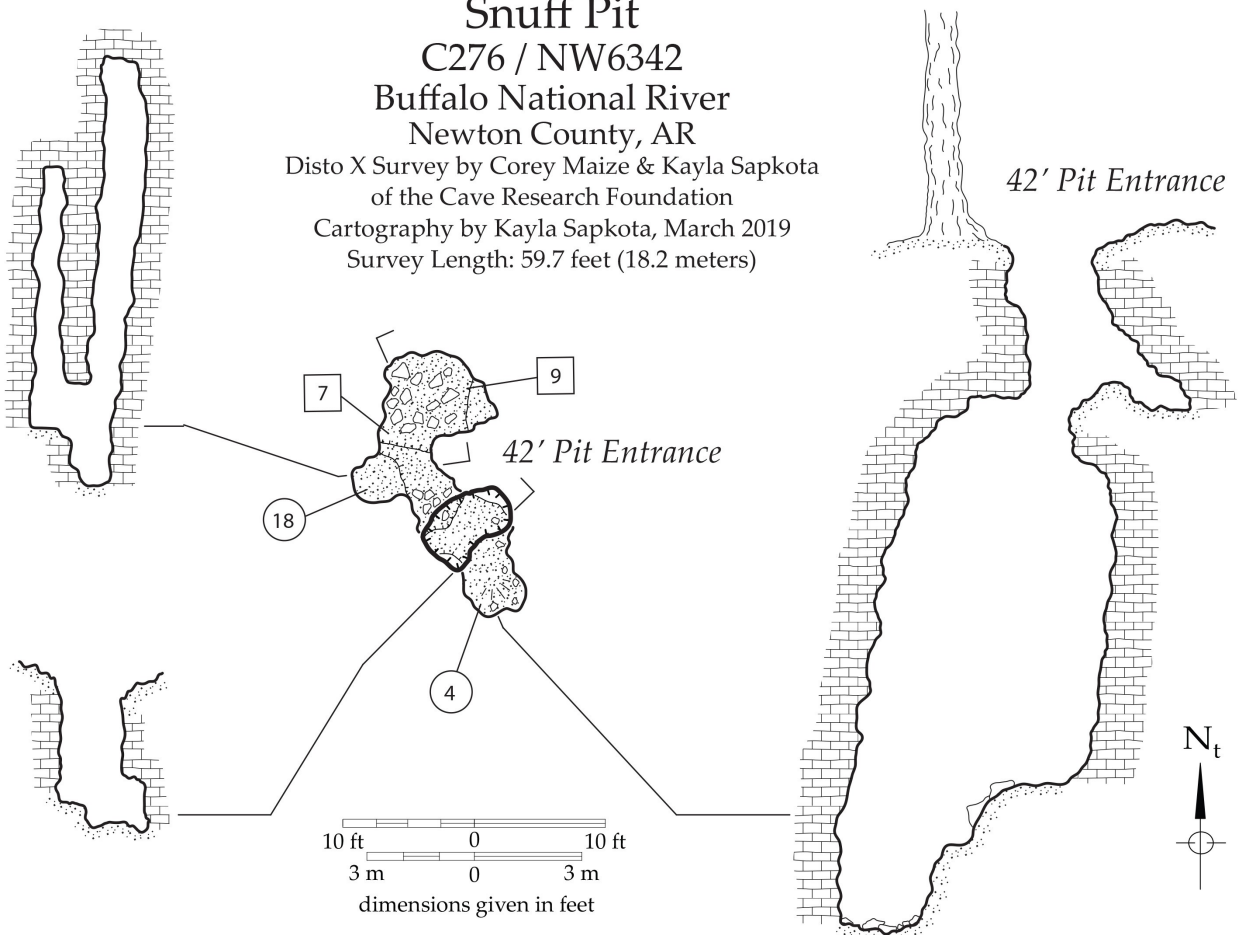 Snuff Pit
C276 / NW6342
Buffalo National River
Newton County, AR
Disto X Survey by Corey Maize & Kayla Sapkota
of the Cave Research Foundation
Cartography by Kayla Sapkota, March 2019
Survey Length: 59.7 feet (18.2 meters)
42' Pit Entrance
7
9
42' Pit Entrance
18
4
N t
10 ft 0 10 ft
3 m 0 3 m
dimensions given in feet